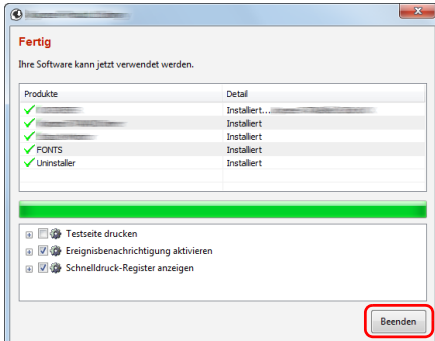 Fertig
Ihre Software kann jetzt verwendet werden.
Produkte Detail
Installiert...
Installiert
Installiert
FONTS Installiert
Uninstaller Installiert
Testseite drucken
Ereignisbenachrichtigung aktivieren
Schnelldruck-Register anzeigen
Beenden